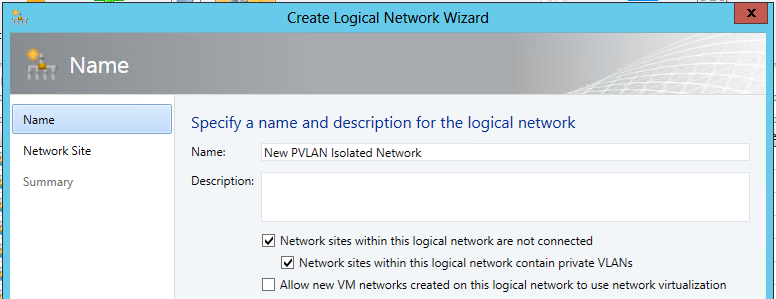 Create Logical Network Wizard
x
Name
Name
Network Site
Summary
Specify a name and description for the logical network
Name: New PVLAN Isolated Network
Description:
Network sites within this logical network are not connected
Network sites within this logical network contain private VLANs
Allow new VM networks created on this logical network to use network virtualization